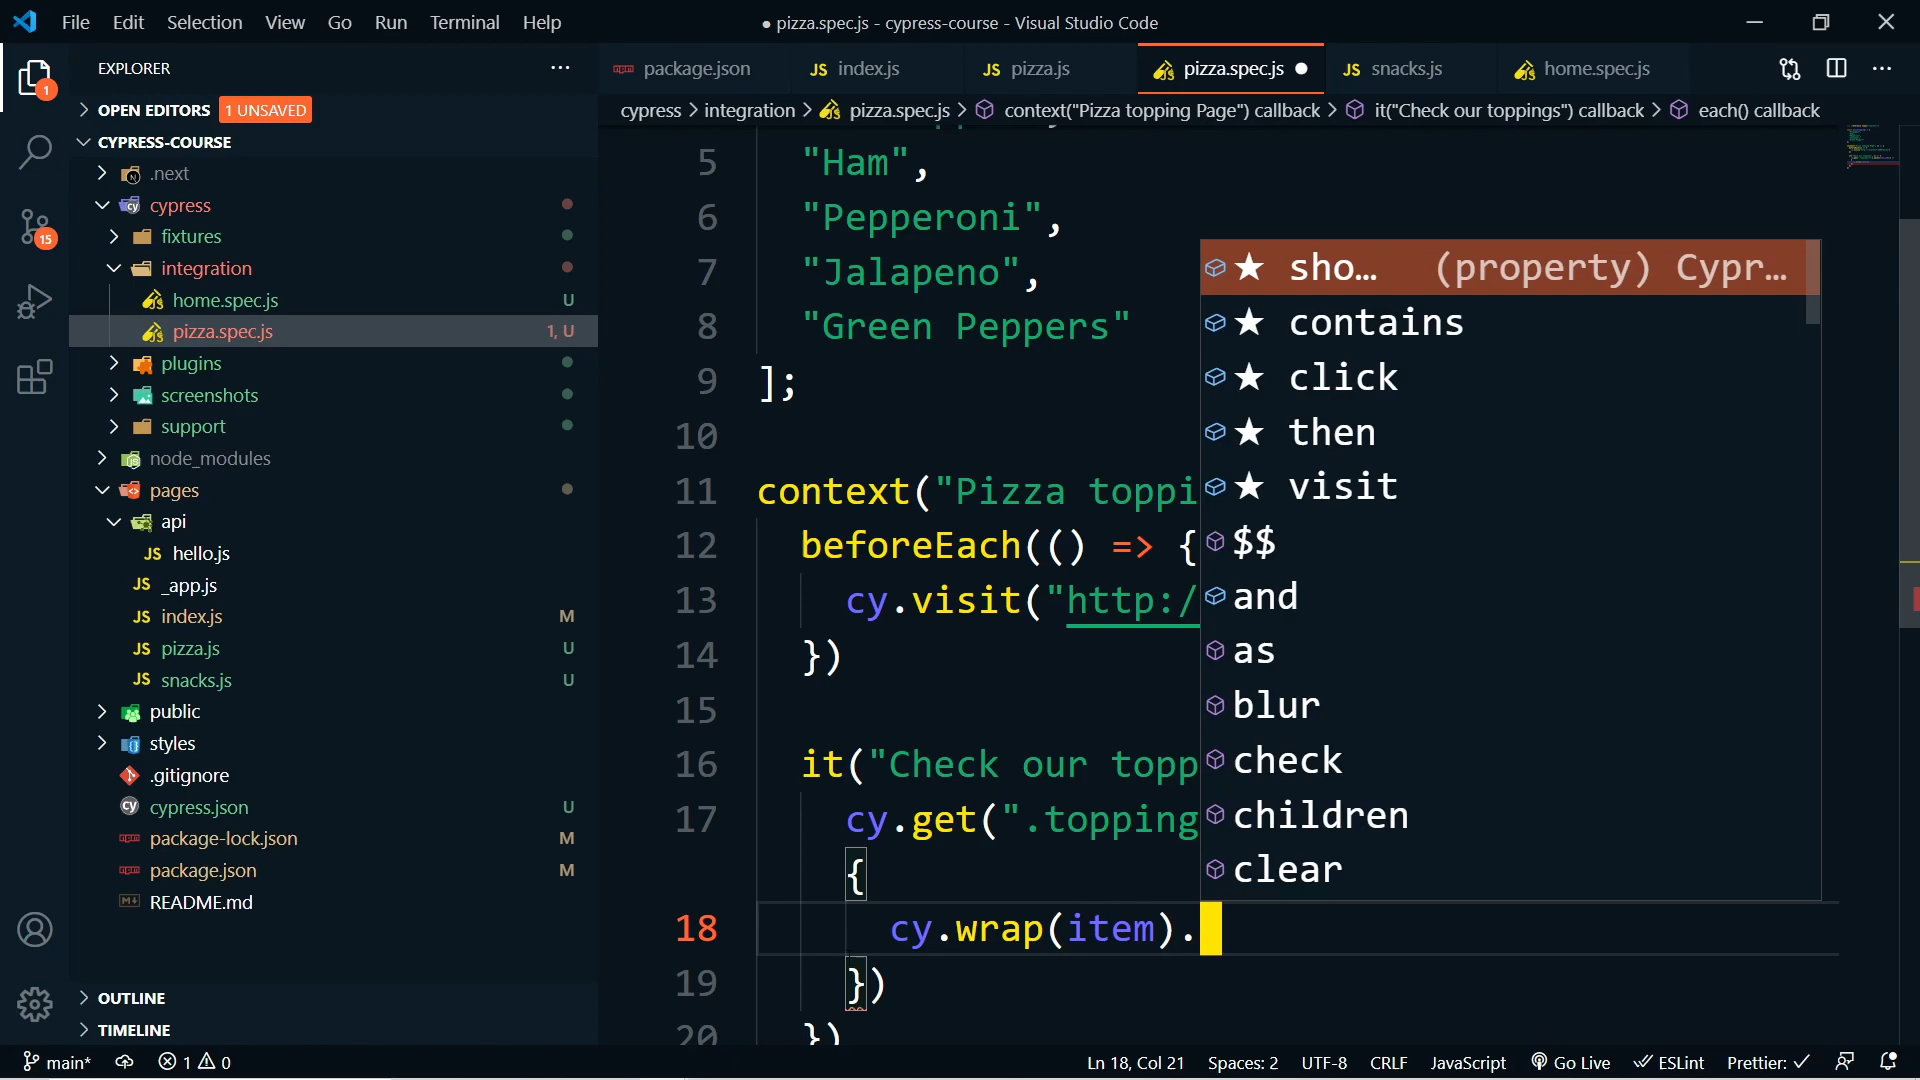 File Edit Selection View Go Run Terminal Help
● pizza.spec.js - cypress-course - Visual Studio Code
EXPLORER
OPEN EDITORS 1 UNSAVED
CYPRESS-COURSE
.next
cypress
fixtures
integration
home.spec.js U
pizza.spec.js 1, U
plugins
screenshots
support
node_modules
pages
api
hello.js
_app.js
index.js M
pizza.js U
snacks.js U
public
styles
.gitignore
cypress.json U
package-lock.json M
package.json M
README.md
OUTLINE
TIMELINE
1
15
package.json JS index.js JS pizza.js pizza.spec.js ● JS snacks.js home.spec.js
cypress > integration > pizza.spec.js > context("Pizza topping Page") callback > it("Check our toppings") callback > each() callback
5 "Ham",
6 "Pepperoni",
7 "Jalapeno",
8 "Green Peppers"
9 ];
10
11 context("Pizza toppi
12 beforeEach(() => {
13 cy.visit("http:/
14 })
15
16 it("Check our topp
17 cy.get(".topping
{
18 cy.wrap(item).
19 })
20 })
★ sho… (property) Cypr…
★ contains
★ click
★ then
★ visit
$$
and
as
blur
check
children
clear
main* 1 0 Ln 18, Col 21 Spaces: 2 UTF-8 CRLF JavaScript Go Live ESLint Prettier: ✓